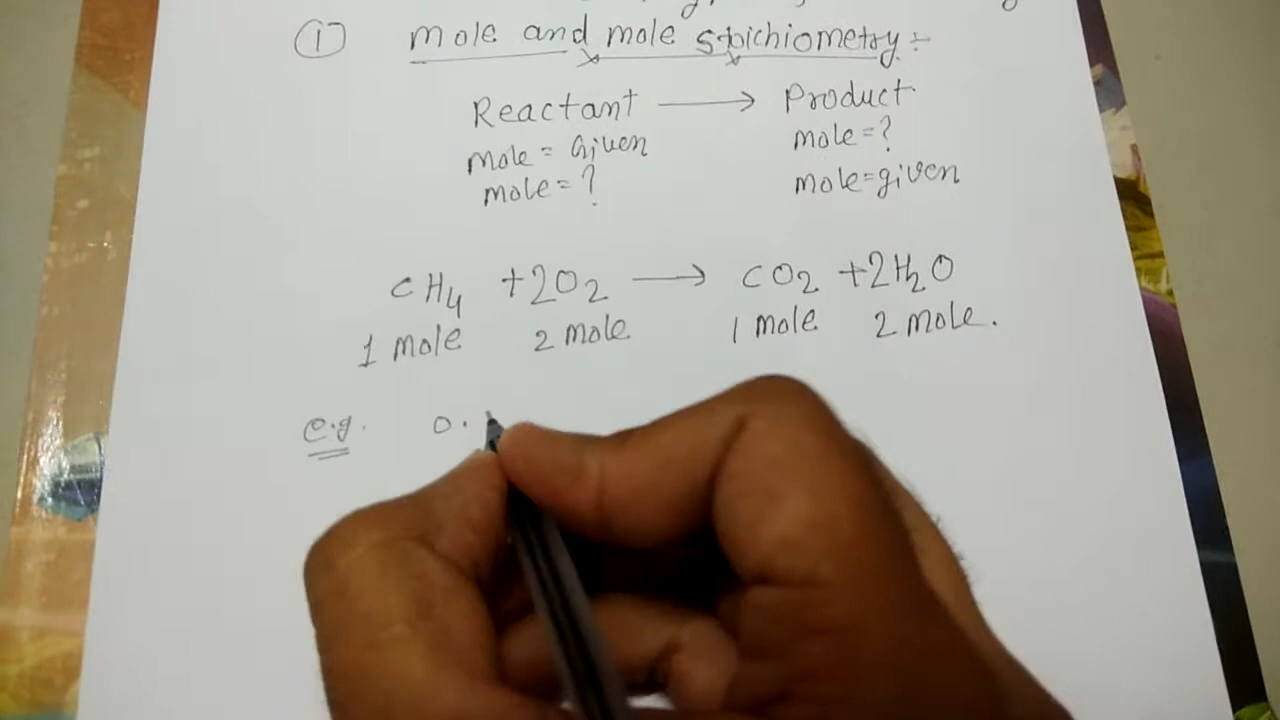 ① mole and mole stoichiometry :-
Reactant → Product
mole = Given mole = ?
mole = ? mole = given
CH4 + 2O2 → CO2 + 2H2O
1 mole 2 mole 1 mole 2 mole.
e.g. 0.